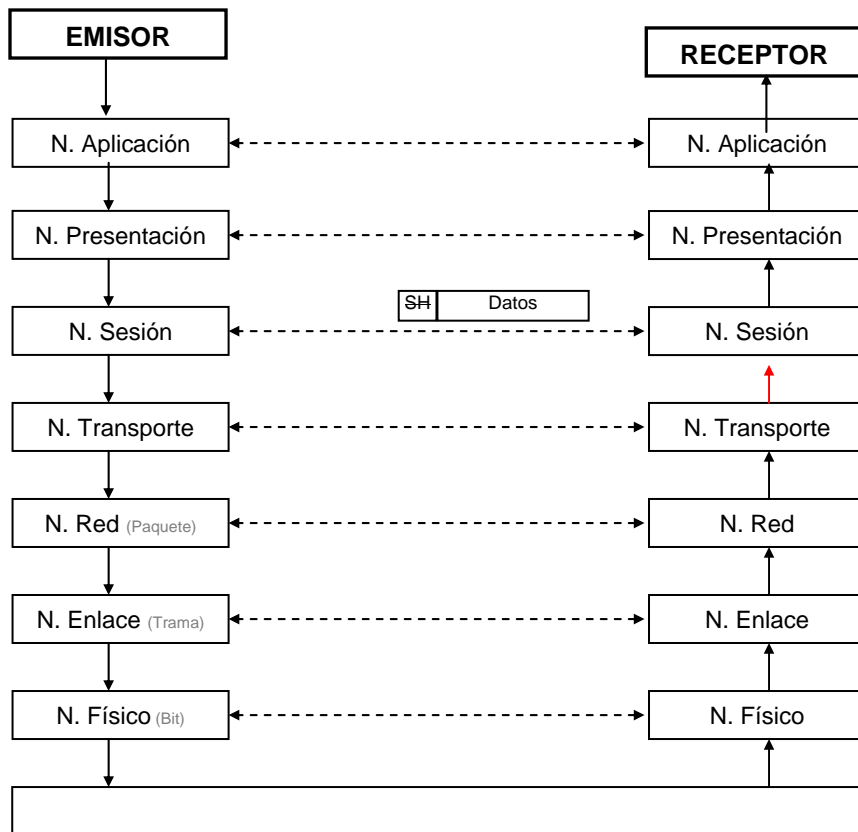 EMISOR
RECEPTOR
N. Aplicación
N. Aplicación
N. Presentación
N. Presentación
SH Datos
N. Sesión
N. Sesión
N. Transporte
N. Transporte
N. Red (Paquete)
N. Red
N. Enlace (Trama)
N. Enlace
N. Físico (Bit)
N. Físico